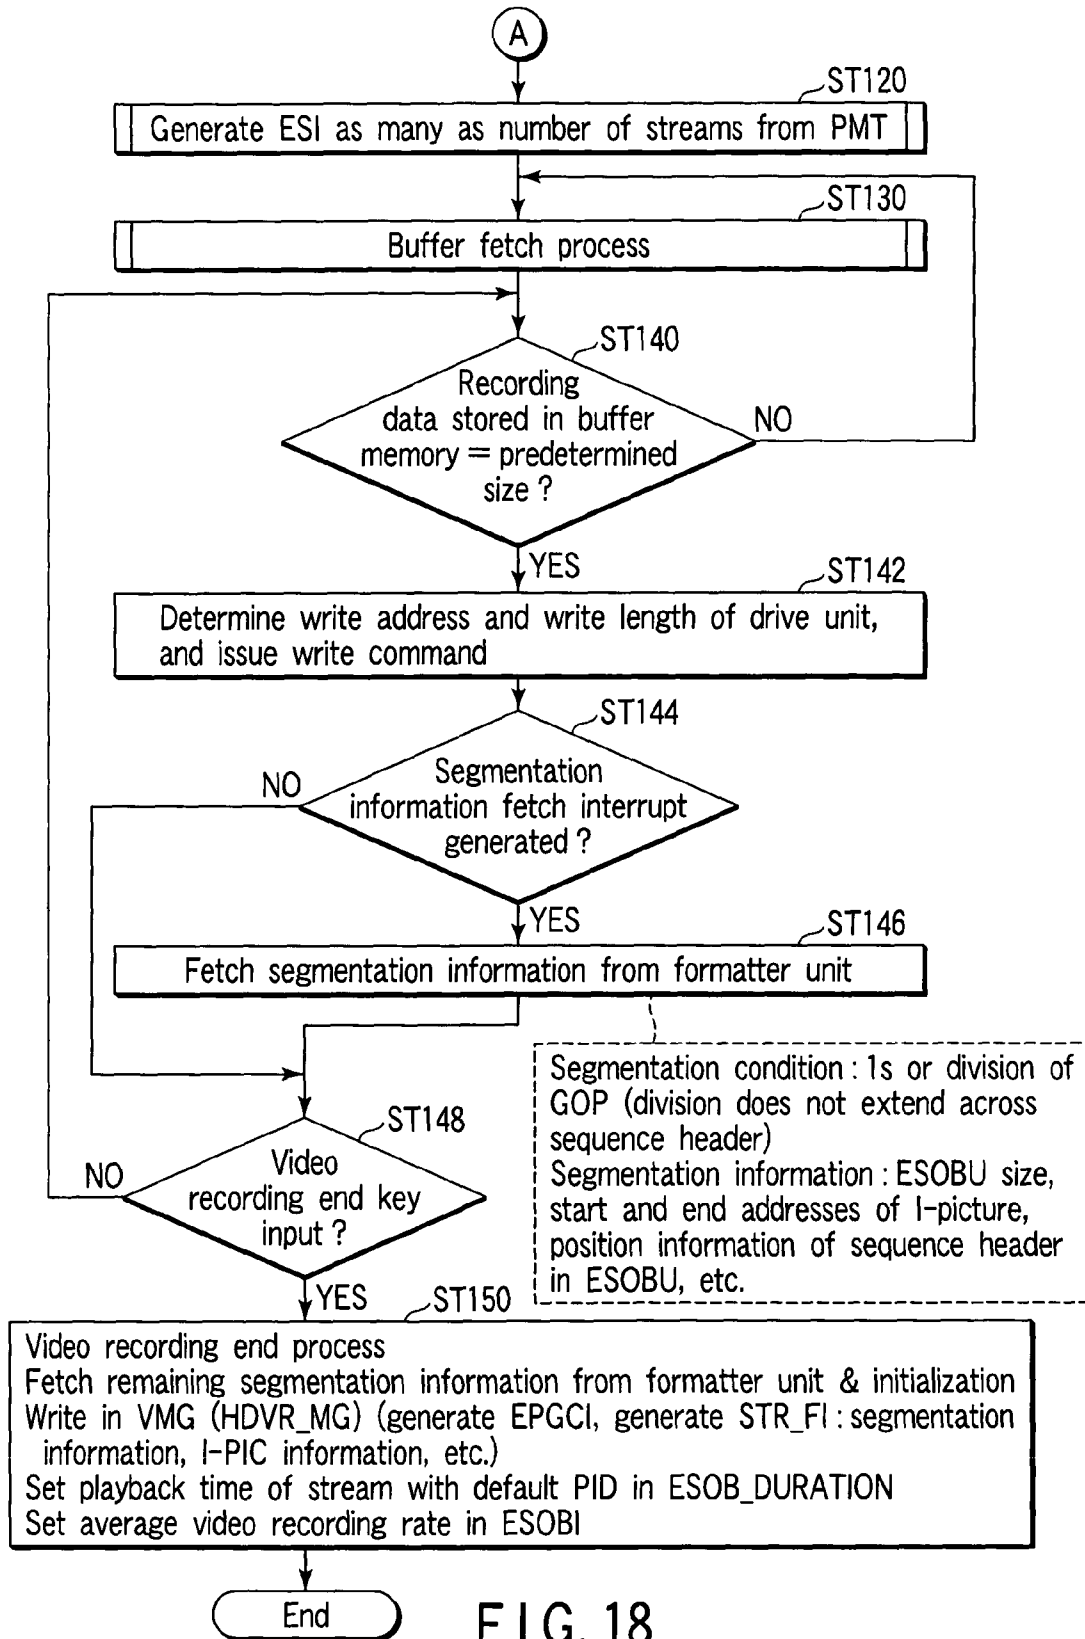 A
ST120
Generate ESI as many as number of streams from PMT
ST130
Buffer fetch process
ST140
Recording
data stored in buffer
memory = predetermined
size ?
NO
YES
ST142
Determine write address and write length of drive unit,
and issue write command
ST144
NO
Segmentation
information fetch interrupt
generated ?
YES
ST146
Fetch segmentation information from formatter unit
Segmentation condition : 1s or division of
GOP (division does not extend across
sequence header)
Segmentation information : ESOBU size,
start and end addresses of I-picture,
position information of sequence header
in ESOBU, etc.
ST148
NO
Video
recording end key
input ?
YES
ST150
Video recording end process
Fetch remaining segmentation information from formatter unit & initialization
Write in VMG (HDVR_MG) (generate EPGCI, generate STR_FI : segmentation
information, I-PIC information, etc.)
Set playback time of stream with default PID in ESOB_DURATION
Set average video recording rate in ESOBI
End
FIG. 18